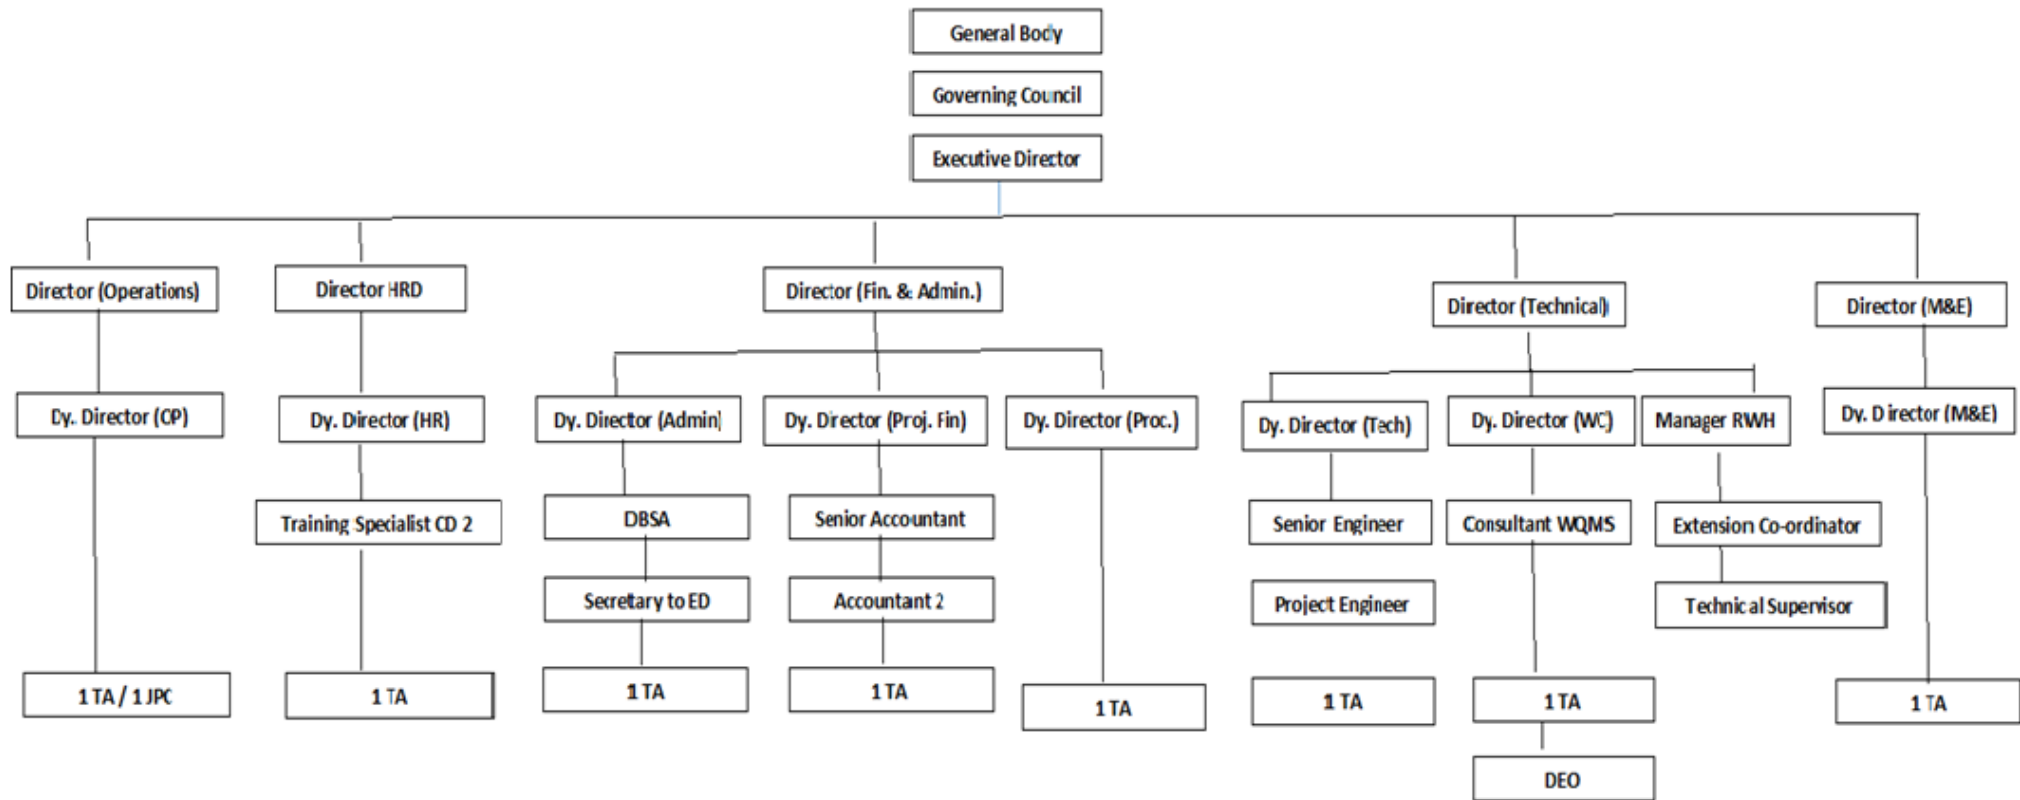 General Body
Governing Council
Executive Director
Director (Operations)
Director HRD
Director (Fin. & Admin.)
Director (Technical)
Director (M&E)
Dy. Director (OP)
Dy. Director (HR)
Dy. Director (Admin)
Dy. Director (Proj. Fin)
Dy. Director (Proc.)
Dy. Director (Tech)
Dy. Director (WC)
Manager RWH
Dy. Director (M&E)
Training Specialist CD 2
DBSA
Senior Accountant
Senior Engineer
Consultant WQMS
Extension Co-ordinator
Secretary to ED
Accountant 2
Project Engineer
Technical Supervisor
1 TA / 1 JPC
1 TA
1 TA
1 TA
1 TA
1 TA
1 TA
1 TA
DEO